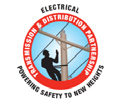 ELECTRICAL
TRANSMISSION & DISTRIBUTION PARTNERSHIP
POWERING SAFETY TO NEW HEIGHTS